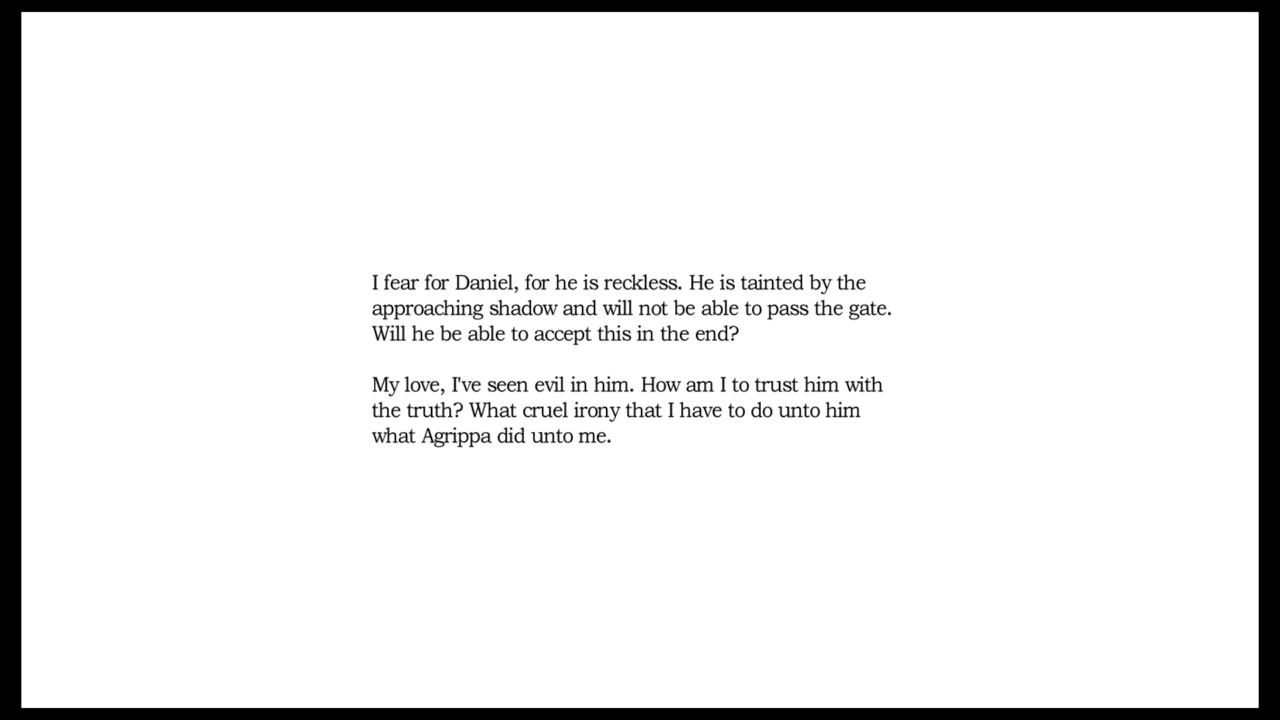 I fear for Daniel, for he is reckless. He is tainted by the
approaching shadow and will not be able to pass the gate.
Will he be able to accept this in the end?
My love, I've seen evil in him. How am I to trust him with
the truth? What cruel irony that I have to do unto him
what Agrippa did unto me.